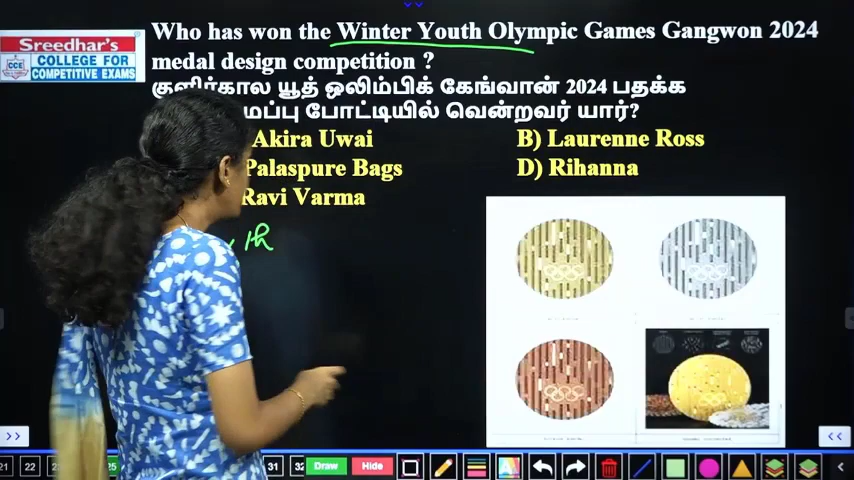 Who has won the Winter Youth Olympic Games Gangwon 2024
medal design competition ?
Sreedhar's
CCE
COLLEGE FOR
COMPETITIVE EXAMS
குளிர்கால யூத் ஒலிம்பிக் கேங்வான் 2024 பதக்க
மைப்பு போட்டியில் வென்றவர் யார்?
Akira Uwai
B) Laurenne Ross
Palaspure Bags
D) Rihanna
Ravi Varma
th
>>
<<
21 22 25 31 32 Draw Hide